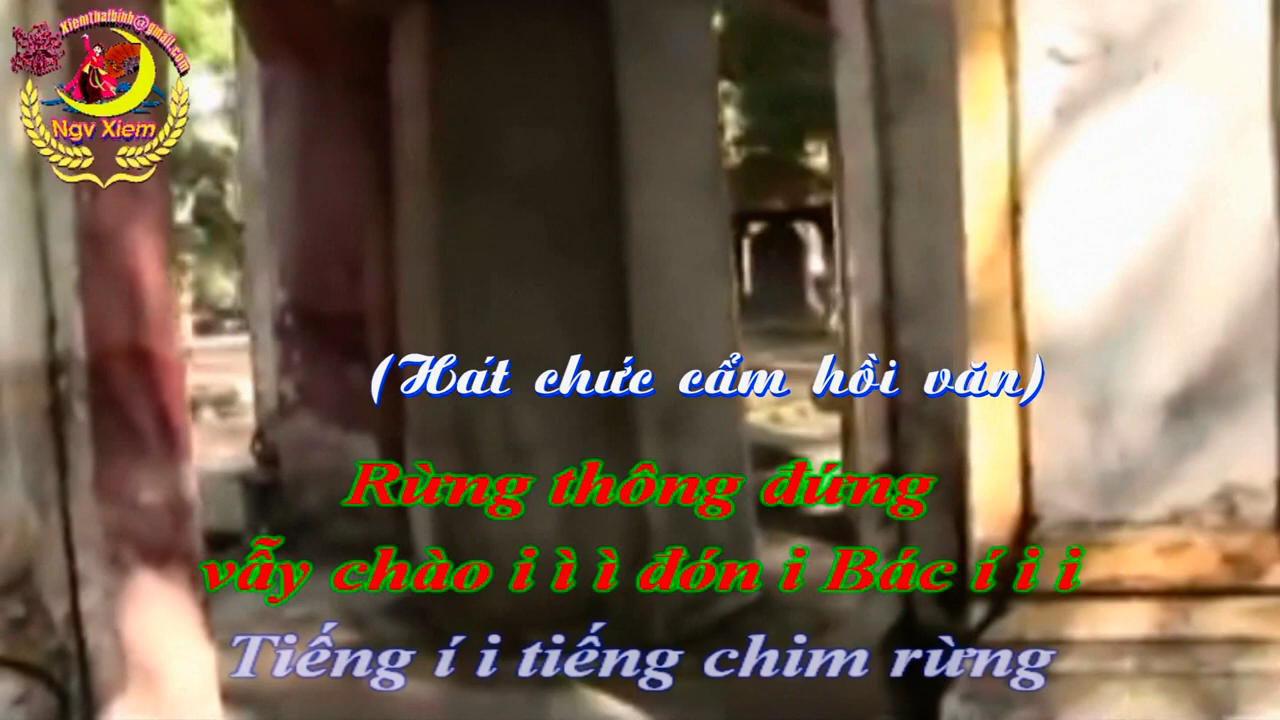 Xiemthaibinh@gmail.com
Ngv Xiem
(Hát chức cẩm hồi văn)
Rừng thông đứng
vẫy chào i ì ì đón i Bác í i i
Tiếng í i tiếng chim rừng